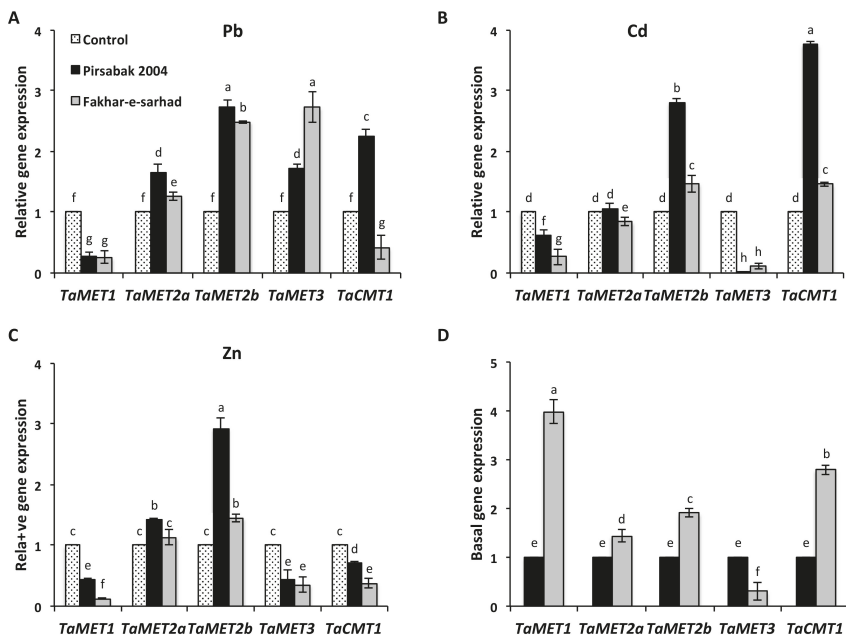 A
Pb
4
Control
Pirsabak 2004
Fakhar-e-sarhad
3
2
1
0
Relative gene expression
f g g f d e f a b f d a f c g
TaMET1 TaMET2a TaMET2b TaMET3 TaCMT1
B
Cd
4
3
2
1
0
Relative gene expression
d f g d d e d b c d h h d a c
TaMET1 TaMET2a TaMET2b TaMET3 TaCMT1
C
Zn
4
3
2
1
0
Rela+ve gene expression
c e f c b c c a b c e e c d e
TaMET1 TaMET2a TaMET2b TaMET3 TaCMT1
D
5
4
3
2
1
0
Basal gene expression
e a e d e c e f e b
TaMET1 TaMET2a TaMET2b TaMET3 TaCMT1